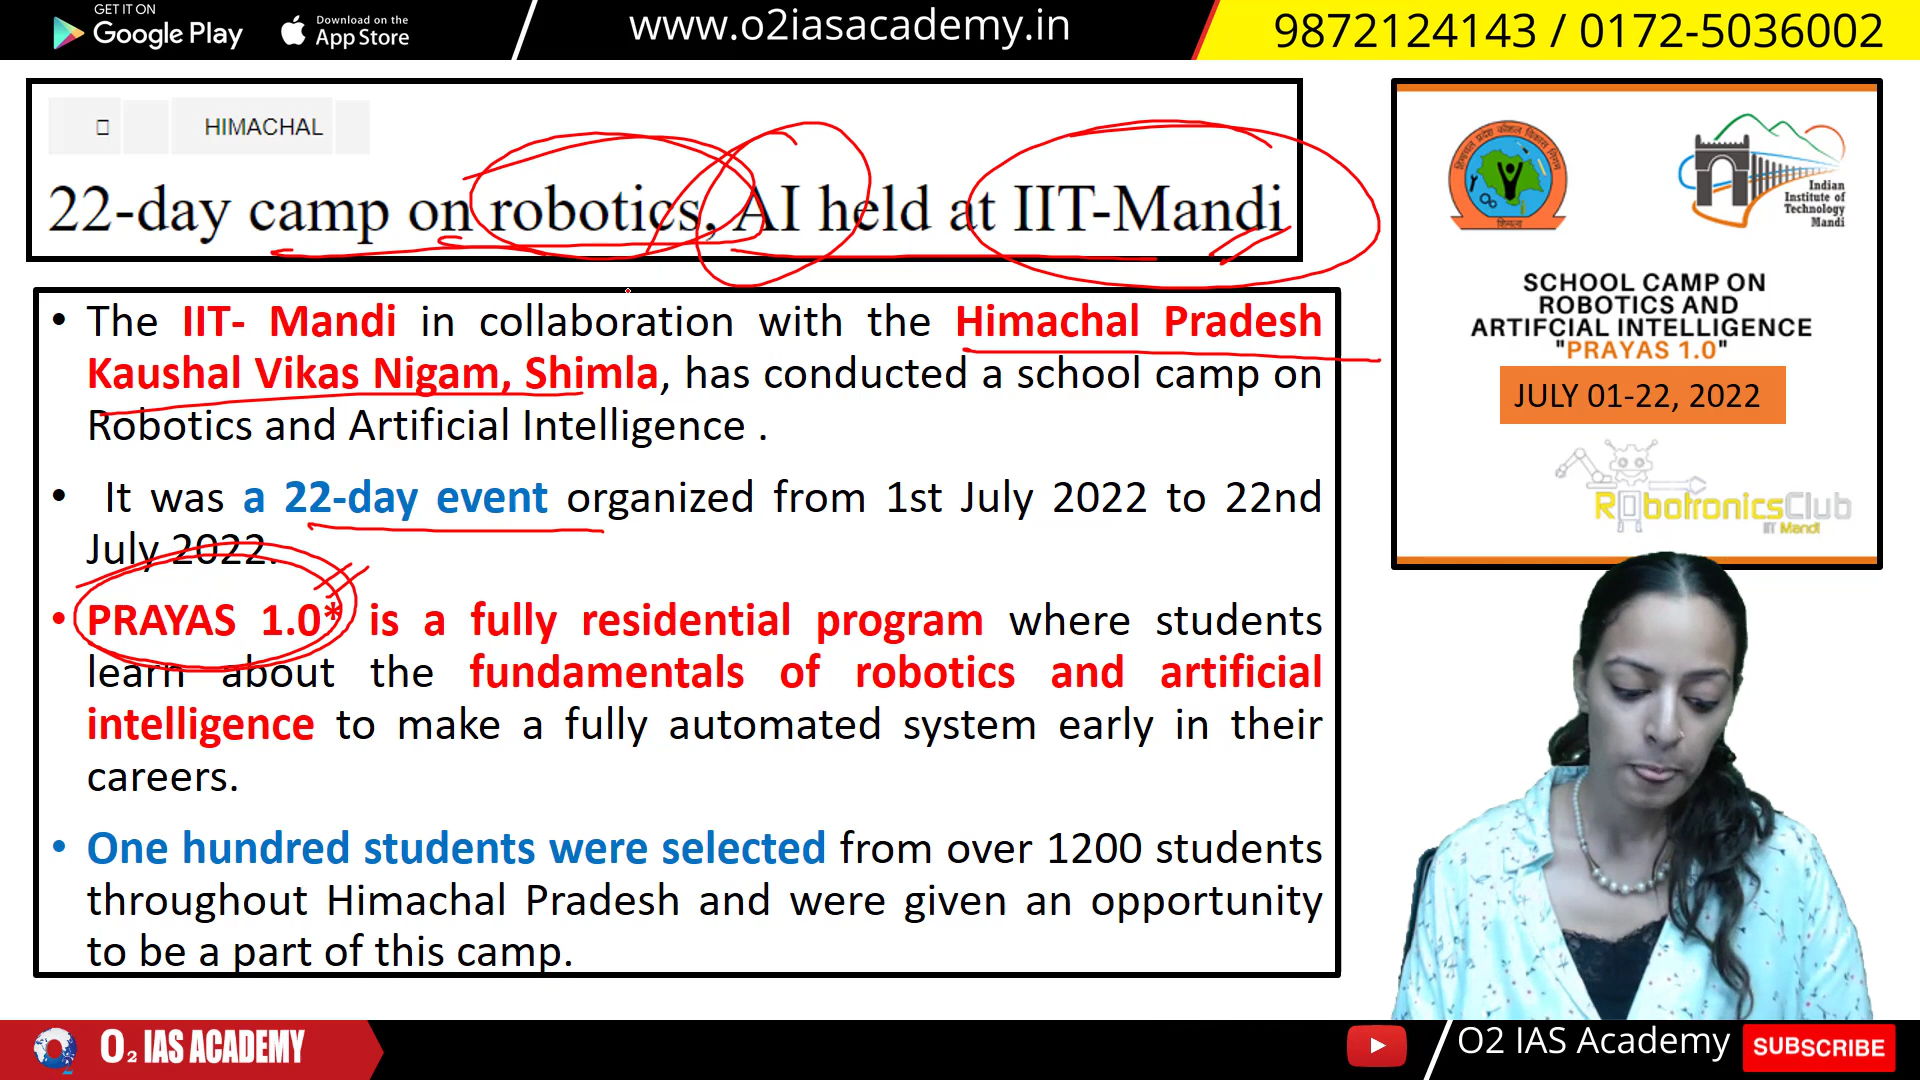 GET IT ON
Google Play
Download on the
App Store
www.o2iasacademy.in
9872124143 / 0172-5036002
HIMACHAL
22-day camp on robotics, AI held at IIT-Mandi
• The IIT- Mandi in collaboration with the Himachal Pradesh
Kaushal Vikas Nigam, Shimla, has conducted a school camp on
Robotics and Artificial Intelligence .
• It was a 22-day event organized from 1st July 2022 to 22nd
July 2022.
• PRAYAS 1.0* is a fully residential program where students
learn about the fundamentals of robotics and artificial
intelligence to make a fully automated system early in their
careers.
• One hundred students were selected from over 1200 students
throughout Himachal Pradesh and were given an opportunity
to be a part of this camp.
हिमाचल प्रदेश कौशल विकास निगम
शिमला
Indian
Institute of
Technology
Mandi
SCHOOL CAMP ON
ROBOTICS AND
ARTIFCIAL INTELLIGENCE
"PRAYAS 1.0"
JULY 01-22, 2022
RobotronicsClub
IIT Mandi
O2 IAS ACADEMY
O2 IAS Academy
SUBSCRIBE